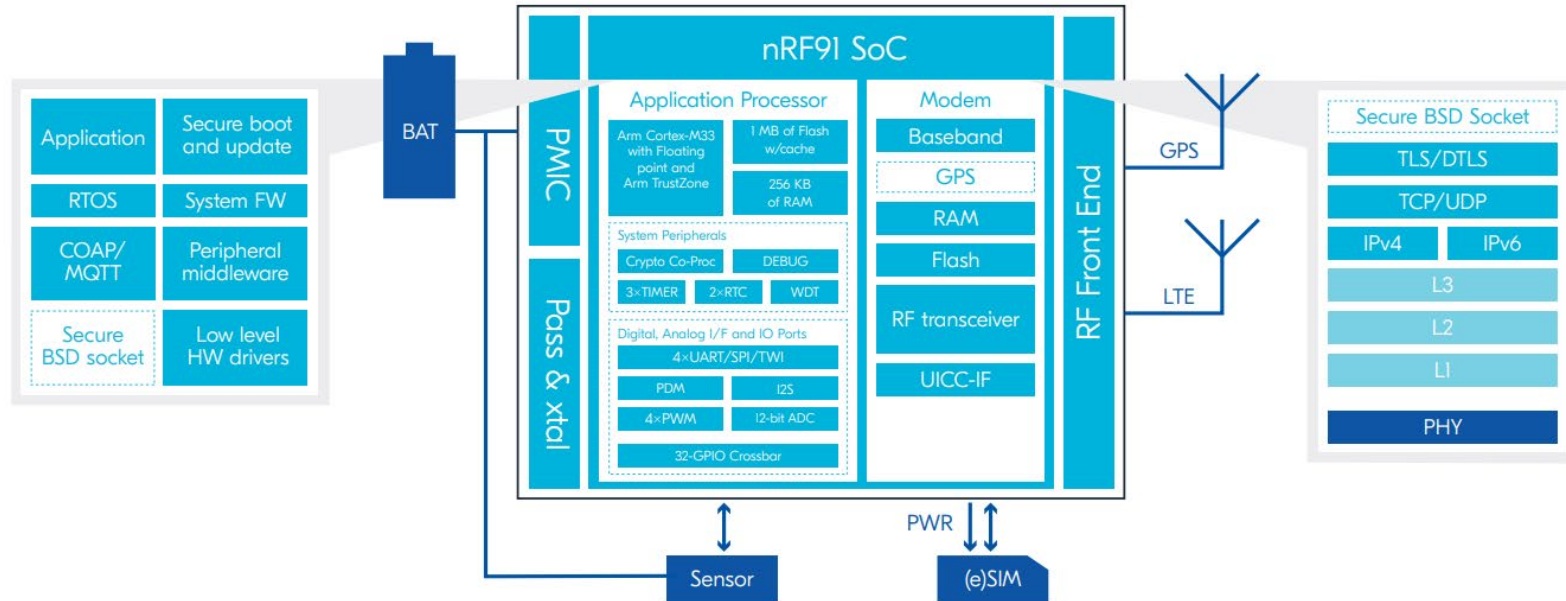 nRF91 SoC
Application
Secure boot
and update
RTOS
System FW
COAP/
MQTT
Peripheral
middleware
Secure
BSD socket
Low level
HW drivers
BAT
PMIC
Pass & xtal
Application Processor
Arm Cortex-M33
with Floating
point and
Arm TrustZone
1 MB of Flash
w/cache
256 KB
of RAM
System Peripherals
Crypto Co-Proc
DEBUG
3×TIMER
2×RTC
WDT
Digital, Analog I/F and IO Ports
4×UART/SPI/TWI
PDM
I2S
4×PWM
12-bit ADC
32-GPIO Crossbar
Modem
Baseband
GPS
RAM
Flash
RF transceiver
UICC-IF
RF Front End
GPS
LTE
Secure BSD Socket
TLS/DTLS
TCP/UDP
IPv4
IPv6
L3
L2
L1
PHY
PWR
Sensor
(e)SIM